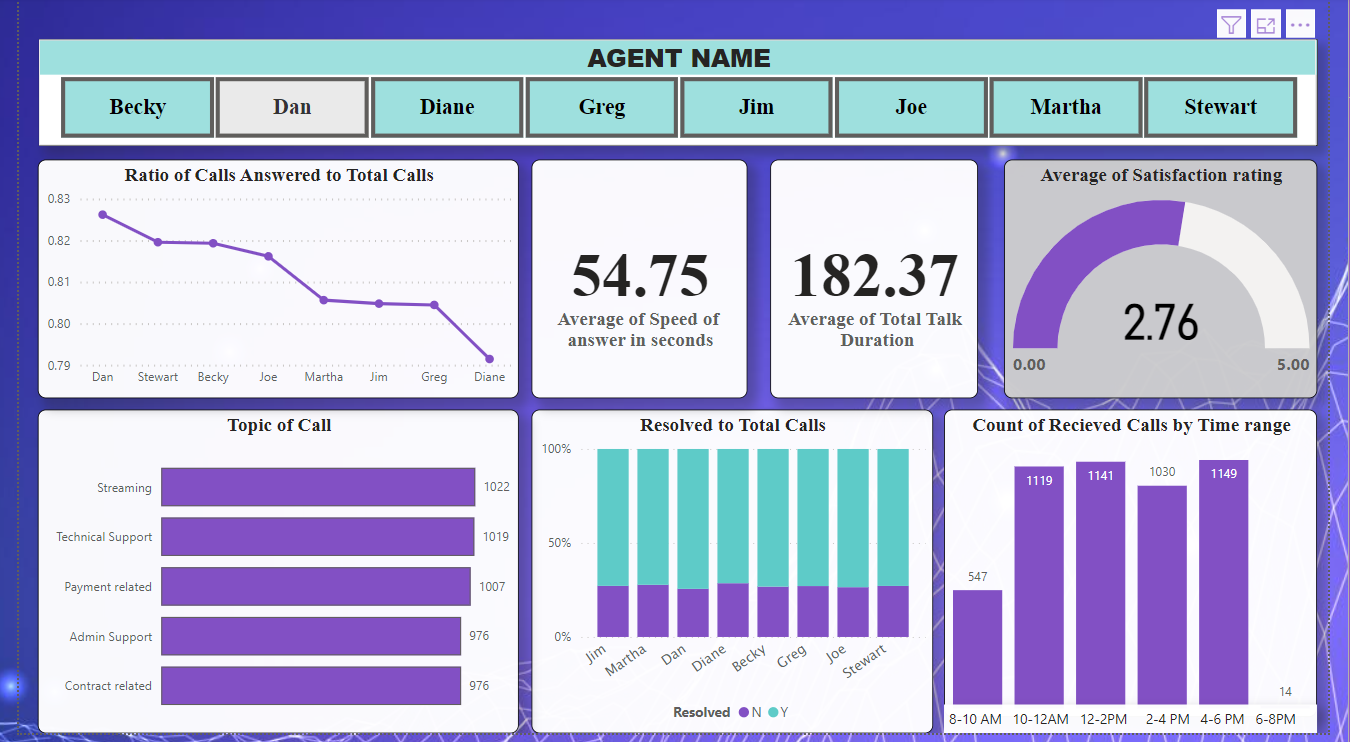 AGENT NAME
Becky Dan Diane Greg Jim Joe Martha Stewart
Ratio of Calls Answered to Total Calls
0.83
0.82
0.81
0.80
0.79
Dan Stewart Becky Joe Martha Jim Greg Diane
54.75
Average of Speed of
answer in seconds
182.37
Average of Total Talk
Duration
Average of Satisfaction rating
2.76
0.00 5.00
Topic of Call
Streaming 1022
Technical Support 1019
Payment related 1007
Admin Support 976
Contract related 976
Resolved to Total Calls
100%
50%
0%
Jim Martha Dan Diane Becky Greg Joe Stewart
Resolved N Y
Count of Recieved Calls by Time range
547 1119 1141 1030 1149 14
8-10 AM 10-12AM 12-2PM 2-4 PM 4-6 PM 6-8PM